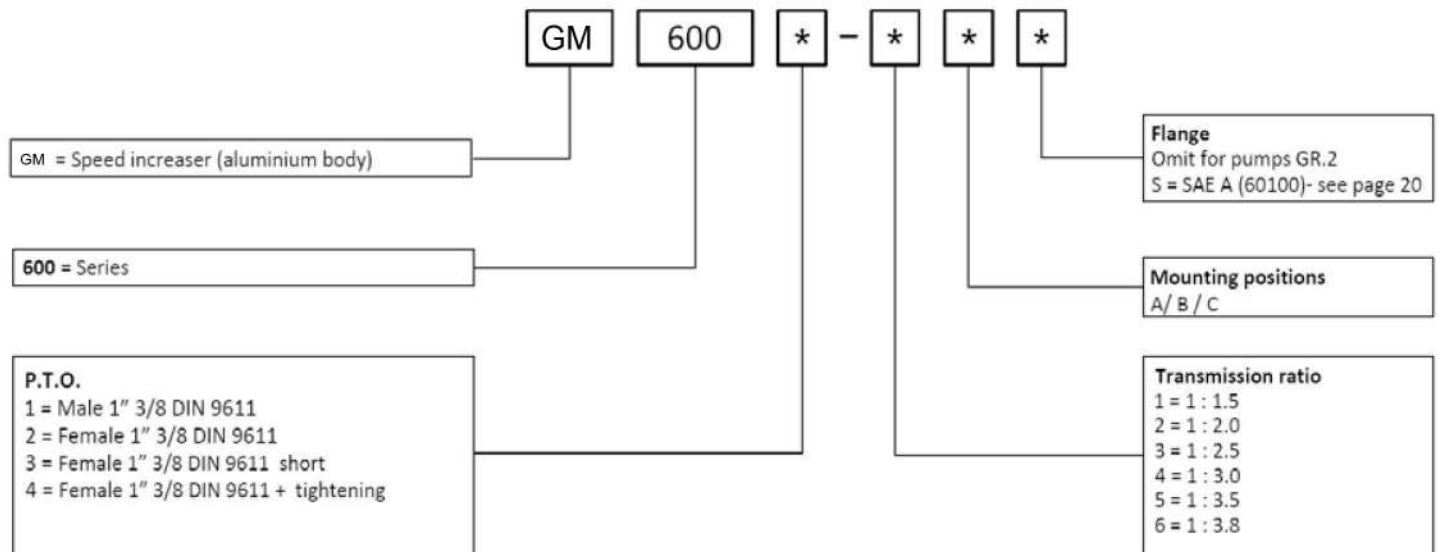 GM 600 * - * * *
GM = Speed increaser (aluminium body)
600 = Series
P.T.O.
1 = Male 1” 3/8 DIN 9611
2 = Female 1” 3/8 DIN 9611
3 = Female 1” 3/8 DIN 9611 short
4 = Female 1” 3/8 DIN 9611 + tightening
Flange
Omit for pumps GR.2
S = SAE A (60100)- see page 20
Mounting positions
A/ B / C
Transmission ratio
1 = 1 : 1.5
2 = 1 : 2.0
3 = 1 : 2.5
4 = 1 : 3.0
5 = 1 : 3.5
6 = 1 : 3.8